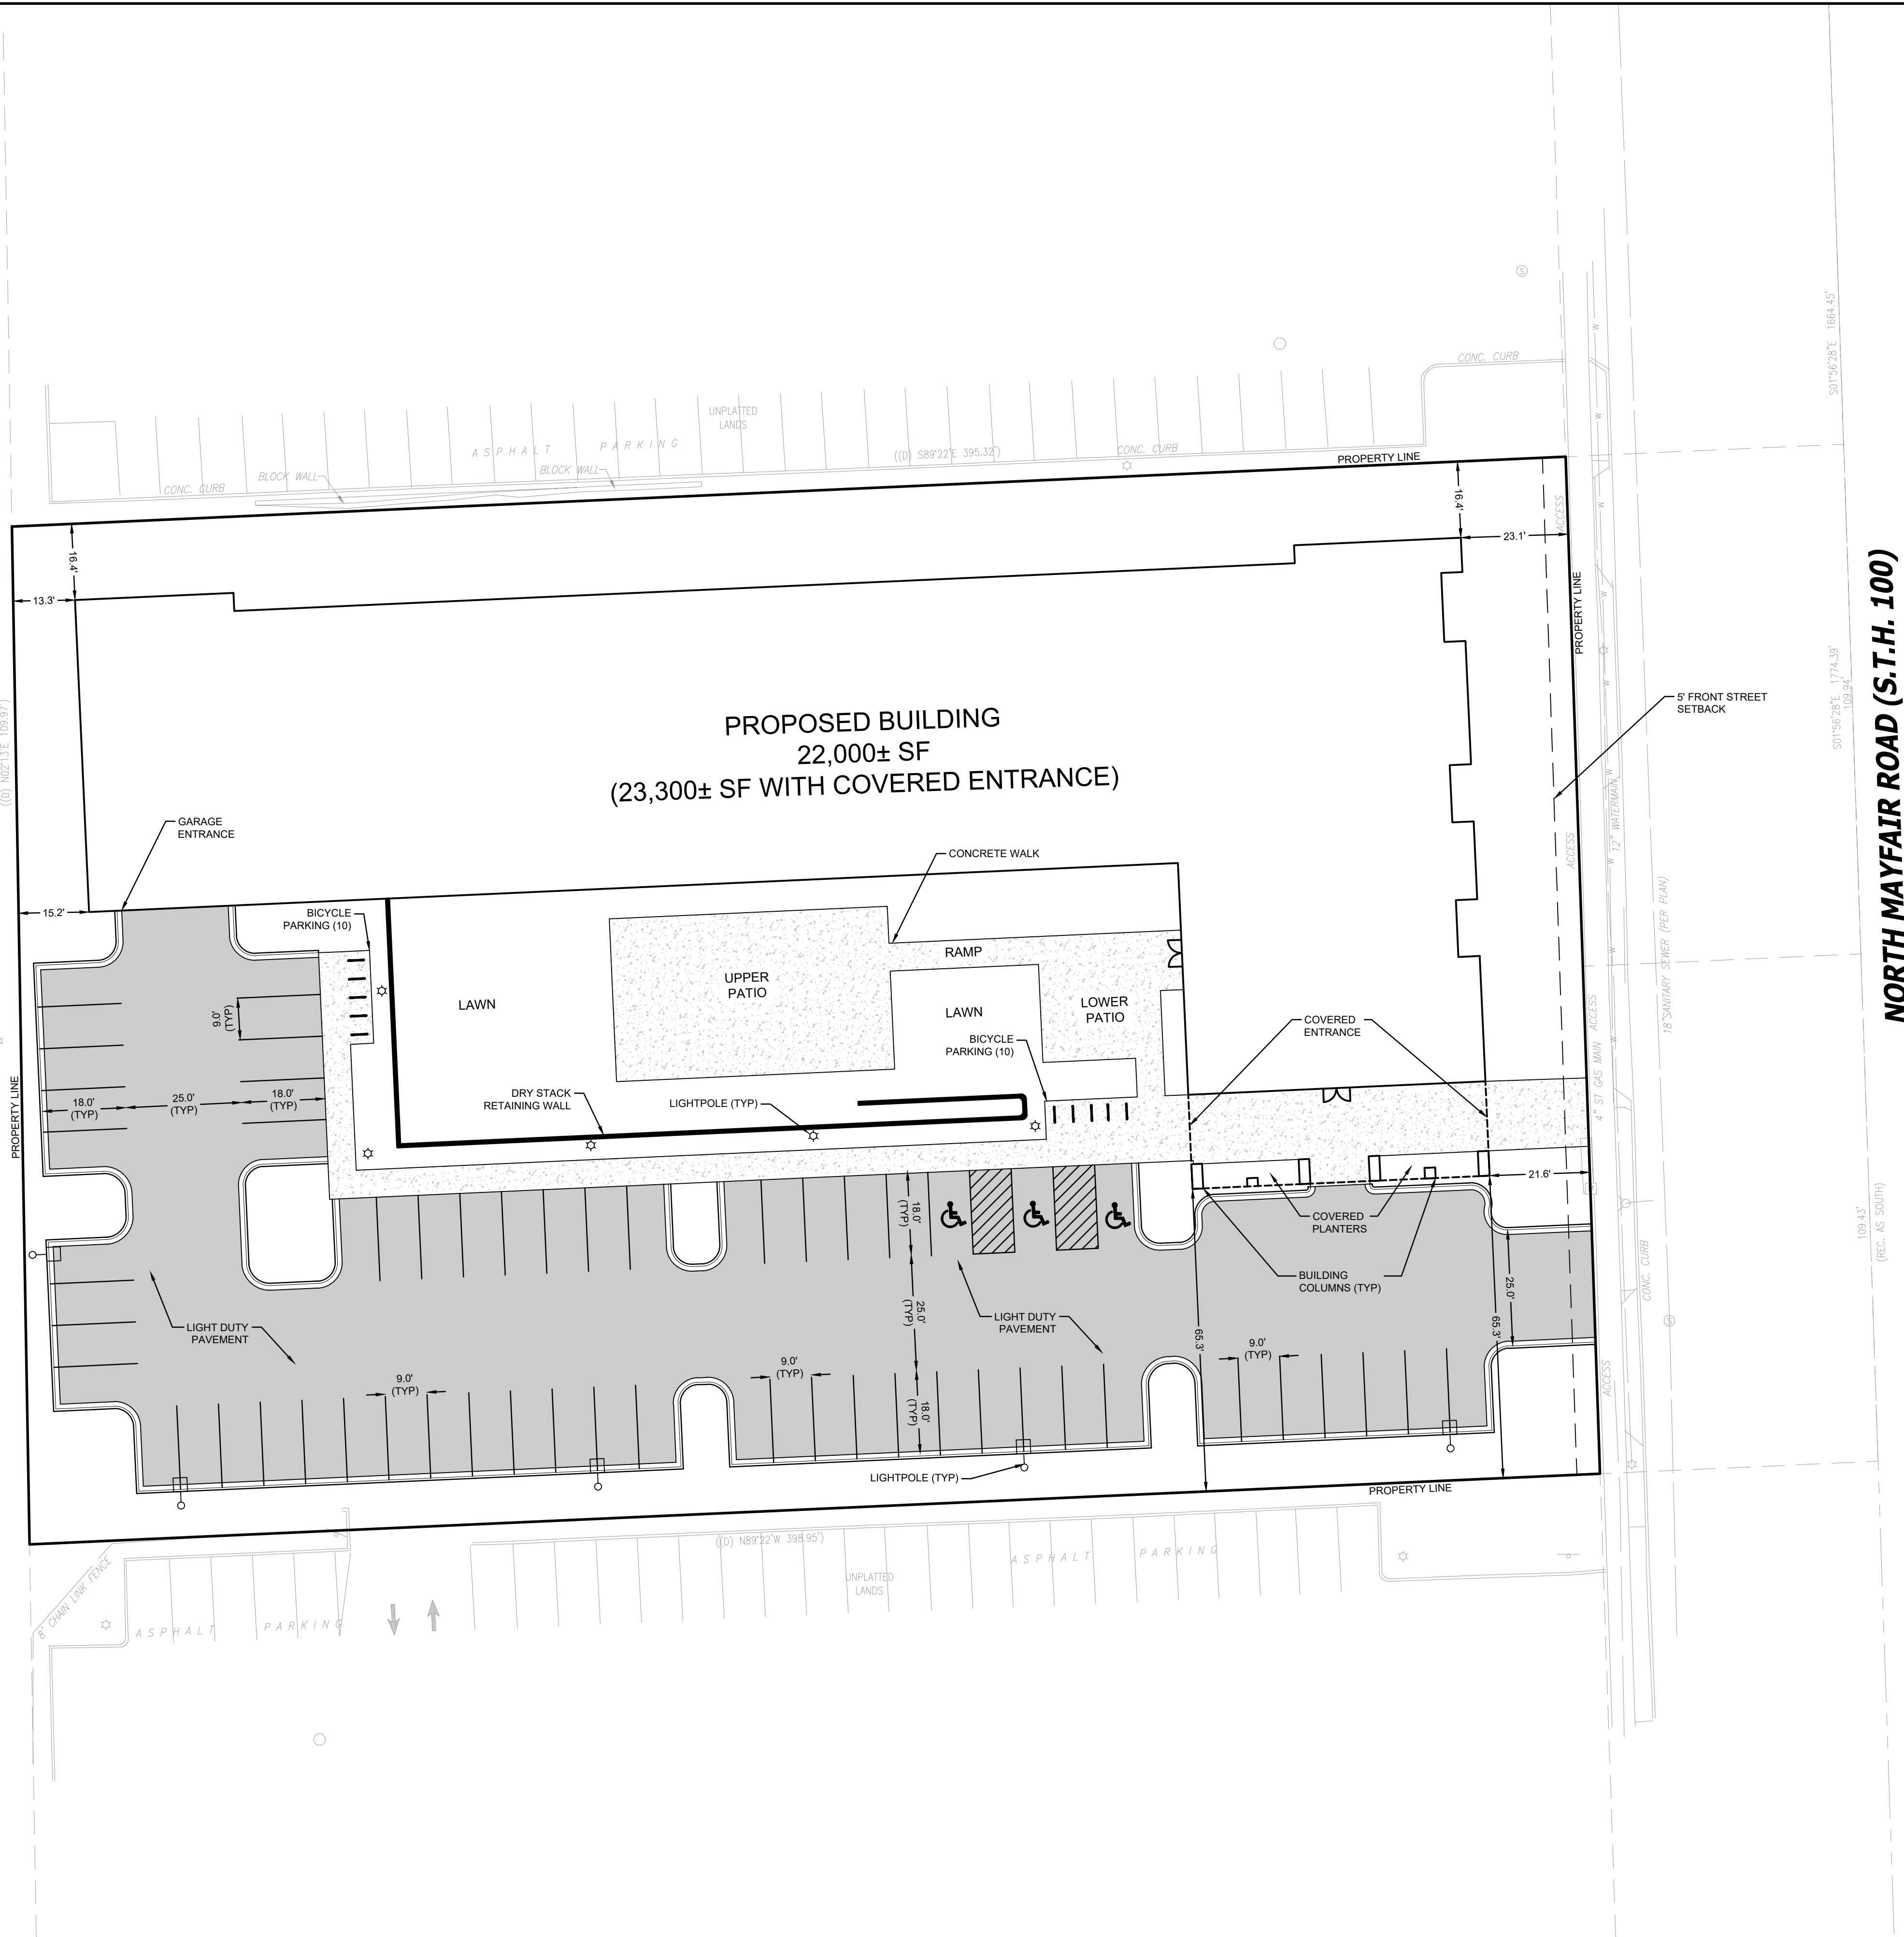 S01°56'28"E 1664.45'
S
CONC. CURB
UNPLATTED
LANDS
ASPHALT PARKING
((D) S89°22'E 395.32')
CONC. CURB
PROPERTY LINE
BLOCK WALL
BLOCK WALL
CONC. CURB
16.4'
16.4'
23.1'
ACCESS
13.3'
PROPERTY LINE
W
W
W
W
W
W
W
W
W
W
NORTH MAYFAIR ROAD (S.T.H. 100)
S01°56'28"E 1774.39'
109.94'
((D) N02°13'E 109.97')
PROPOSED BUILDING
22,000± SF
(23,300± SF WITH COVERED ENTRANCE)
5' FRONT STREET
SETBACK
12" WATERMAIN
ACCESS
18"SANITARY SEWER (PER PLAN)
GARAGE
ENTRANCE
CONCRETE WALK
15.2'
BICYCLE
PARKING (10)
RAMP
UPPER
PATIO
LAWN
LAWN
LOWER
PATIO
9.0'
(TYP)
COVERED
ENTRANCE
BICYCLE
PARKING (10)
4" ST GAS MAIN
ACCESS
DRY STACK
RETAINING WALL
LIGHTPOLE (TYP)
18.0'
(TYP)
25.0'
(TYP)
18.0'
(TYP)
PROPERTY LINE
21.6'
18.0'
(TYP)
COVERED
PLANTERS
109.43'
(REC. AS SOUTH)
CONC. CURB
BUILDING
COLUMNS (TYP)
25.0'
S
25.0'
(TYP)
LIGHT DUTY
PAVEMENT
LIGHT DUTY
PAVEMENT
65.3'
65.3'
9.0'
(TYP)
9.0'
(TYP)
9.0'
(TYP)
18.0'
(TYP)
ACCESS
LIGHTPOLE (TYP)
PROPERTY LINE
((D) N89°22'W 398.95')
ASPHALT PARKING
UNPLATTED
LANDS
8' CHAIN LINK FENCE
ASPHALT PARKING